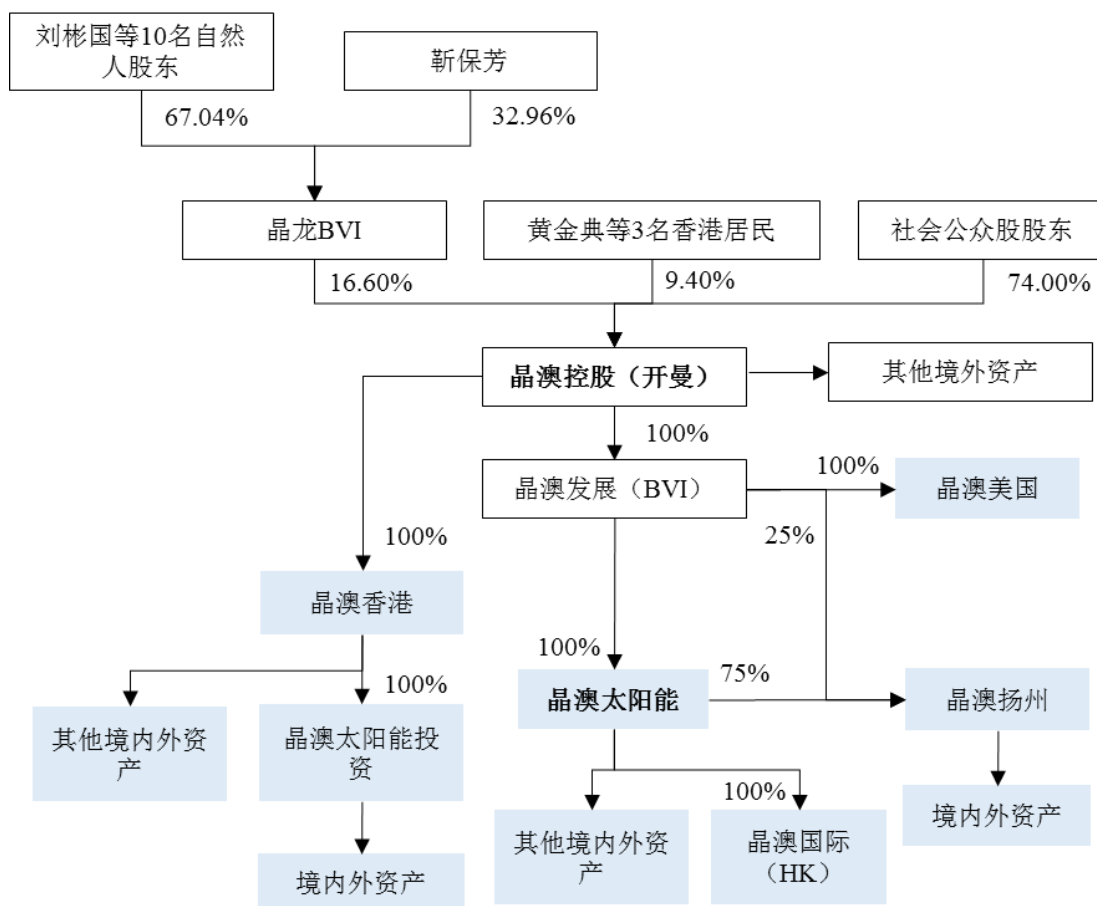 刘彬国等10名自然
人股东
靳保芳
67.04%
32.96%
晶龙BVI
黄金典等3名香港居民
社会公众股股东
16.60%
9.40%
74.00%
晶澳控股（开曼）
其他境外资产
100%
晶澳发展（BVI）
100%
晶澳美国
100%
25%
晶澳香港
100%
晶澳太阳能
75%
晶澳扬州
100%
其他境内外资
产
晶澳太阳能投
资
100%
其他境内外资
产
晶澳国际
（HK）
境内外资产
境内外资产